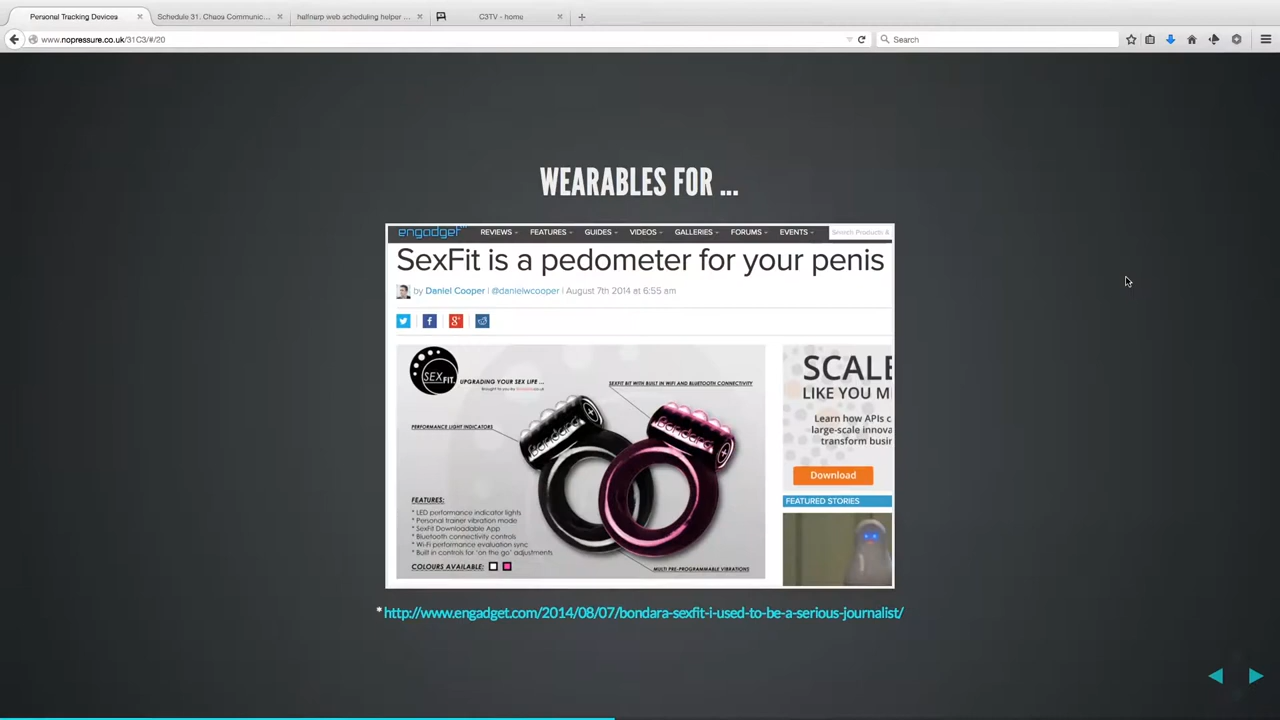 Personal Tracking Devices
Schedule 31. Chaos Communic...
halfnarp web scheduling helper ...
C3TV - home
www.nopressure.co.uk/31C3/#/20
Search
WEARABLES FOR ...
engadget
REVIEWS FEATURES GUIDES VIDEOS GALLERIES FORUMS EVENTS
Search Products &
SexFit is a pedometer for your penis
by Daniel Cooper | @danielwcooper | August 7th 2014 at 6:55 am
SEXFIT
UPGRADING YOUR SEX LIFE ...
SEXFIT BIT WITH BUILT IN WIFI AND BLUETOOTH CONNECTIVITY
PERFORMANCE LIGHT INDICATORS
Bondara
Bondara
FEATURES:
* LED performance indicator lights
* Personal trainer vibration mode
* SexFit Downloadable App
* Bluetooth connectivity controls
* Wi-Fi performance evaluation sync
* Built in controls for 'on the go' adjustments
COLOURS AVAILABLE:
MULTI PRE-PROGRAMMABLE VIBRATIONS
SCALE
LIKE YOU M
Learn how APIs c
large-scale innova
transform busin
Download
FEATURED STORIES
* http://www.engadget.com/2014/08/07/bondara-sexfit-i-used-to-be-a-serious-journalist/